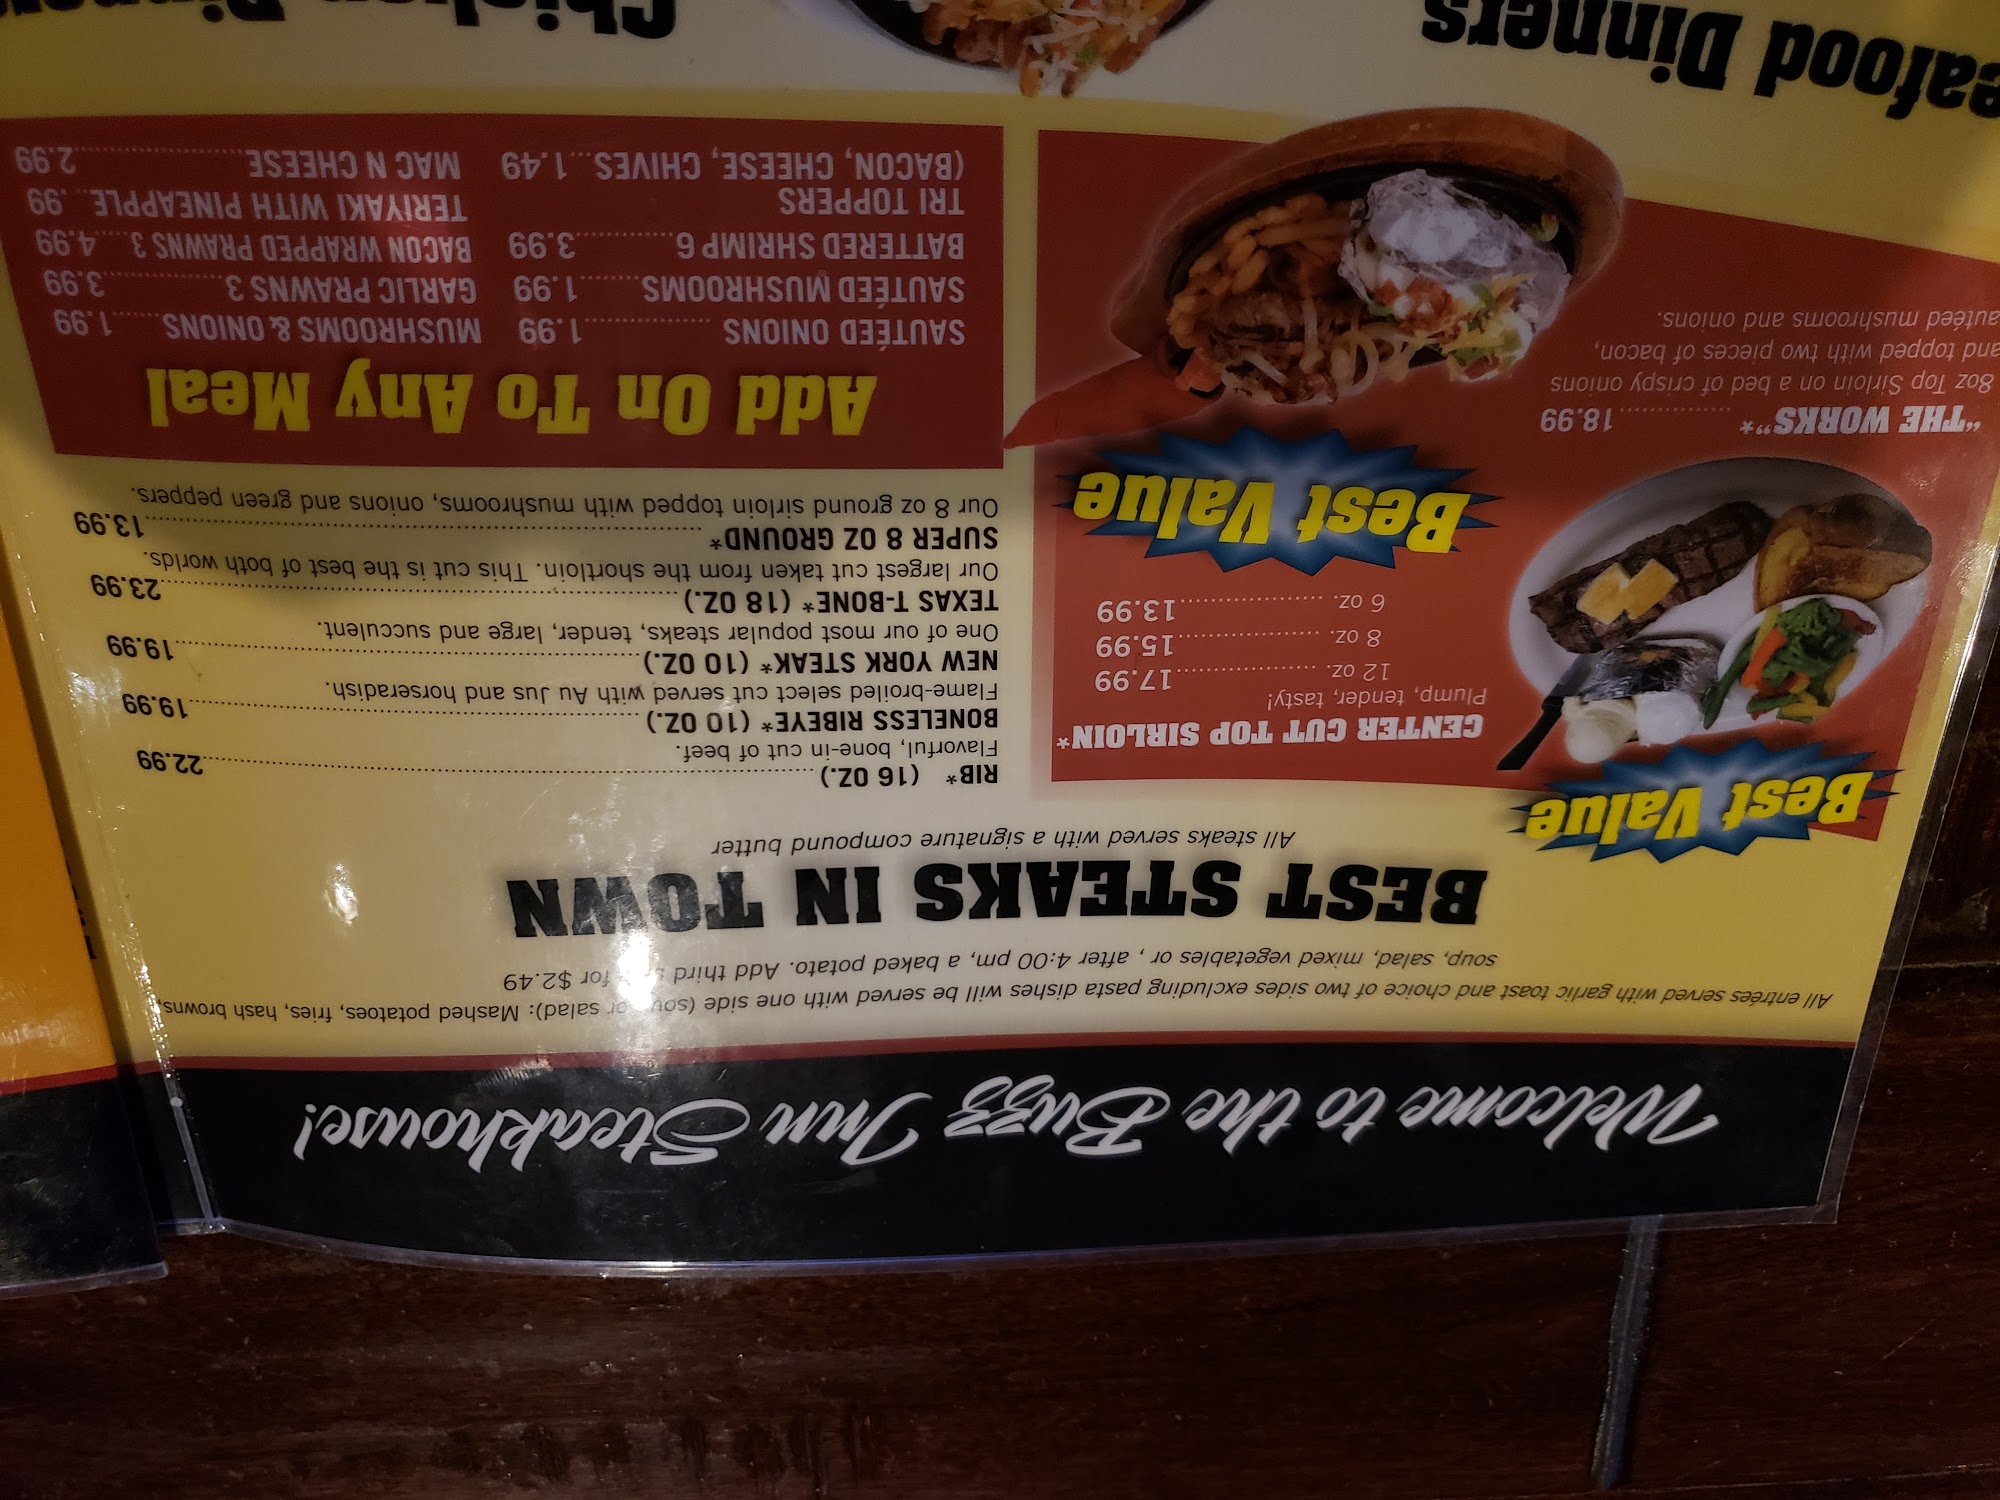 Welcome to the Buzz Inn Steakhouse!
All entrées served with garlic toast and choice of two sides excluding pasta dishes will be served with one side (soup or salad): Mashed potatoes, fries, hash browns,
soup, salad, mixed vegetables or , after 4:00 pm, a baked potato. Add third for $2.49
BEST STEAKS IN TOWN
All steaks served with a signature compound butter
Best Value
"THE WORKS"* 18.99
8oz Top Sirloin on a bed of crispy onions
and topped with two pieces of bacon,
sautéed mushrooms and onions.
CENTER CUT TOP SIRLOIN*
Plump, tender, tasty!
12 oz. 17.99
8 oz. 15.99
6 oz. 13.99
Best Value
RIB* (16 OZ.) 22.99
Flavorful, bone-in cut of beef.
BONELESS RIBEYE* (10 OZ.) 19.99
Flame-broiled select cut served with Au Jus and horseradish.
NEW YORK STEAK* (10 OZ.) 19.99
One of our most popular steaks, tender, large and succulent.
TEXAS T-BONE* (18 OZ.) 23.99
Our largest cut taken from the shortloin. This cut is the best of both worlds.
SUPER 8 OZ GROUND* 13.99
Our 8 oz ground sirloin topped with mushrooms, onions and green peppers.
Add On To Any Meal
SAUTÉED ONIONS 1.99
SAUTÉED MUSHROOMS 1.99
BATTERED SHRIMP 6 3.99
TRI TOPPERS
(BACON, CHEESE, CHIVES 1.49
MUSHROOMS & ONIONS 1.99
GARLIC PRAWNS 3 3.99
BACON WRAPPED PRAWNS 3 4.99
TERIYAKI WITH PINEAPPLE .99
MAC N CHEESE 2.99
eafood Dinners
Chicken Dinners